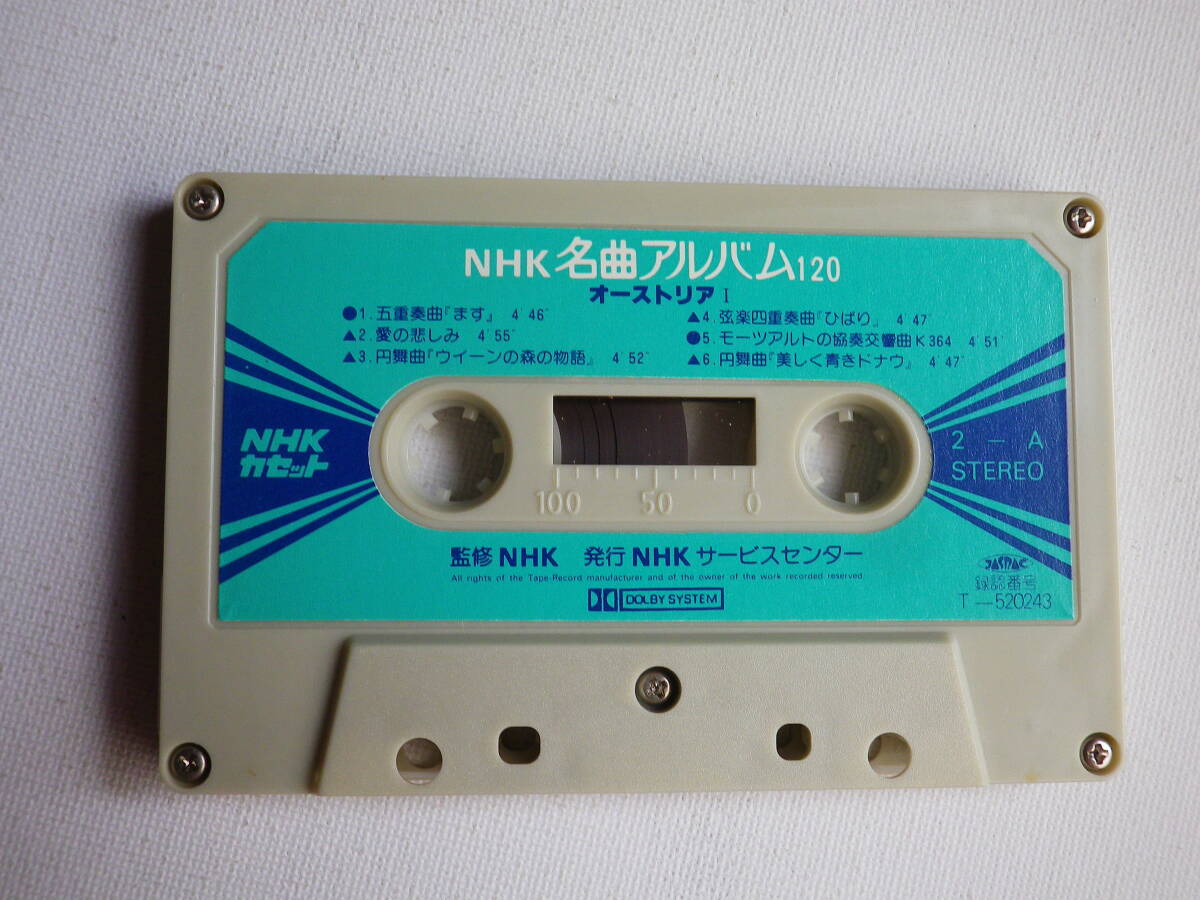 NHK 名曲アルバム120
オーストリア I
●1. 五重奏曲『ます』 4′46″
▲2. 愛の悲しみ 4′55″
▲3. 円舞曲『ウイーンの森の物語』 4′52″
▲4. 弦楽四重奏曲『ひばり』 4′47″
●5. モーツアルトの協奏交響曲K364 4′51″
▲6. 円舞曲『美しく青きドナウ』 4′47″
NHK
カセット
2 — A
STEREO
100 50 0
監修 NHK 発行 NHK サービスセンター
All rights of the Tape-Record manufacturer and of the owner of the work recorded reserved.
DOLBY SYSTEM
JASRAC
録認番号
T—520243